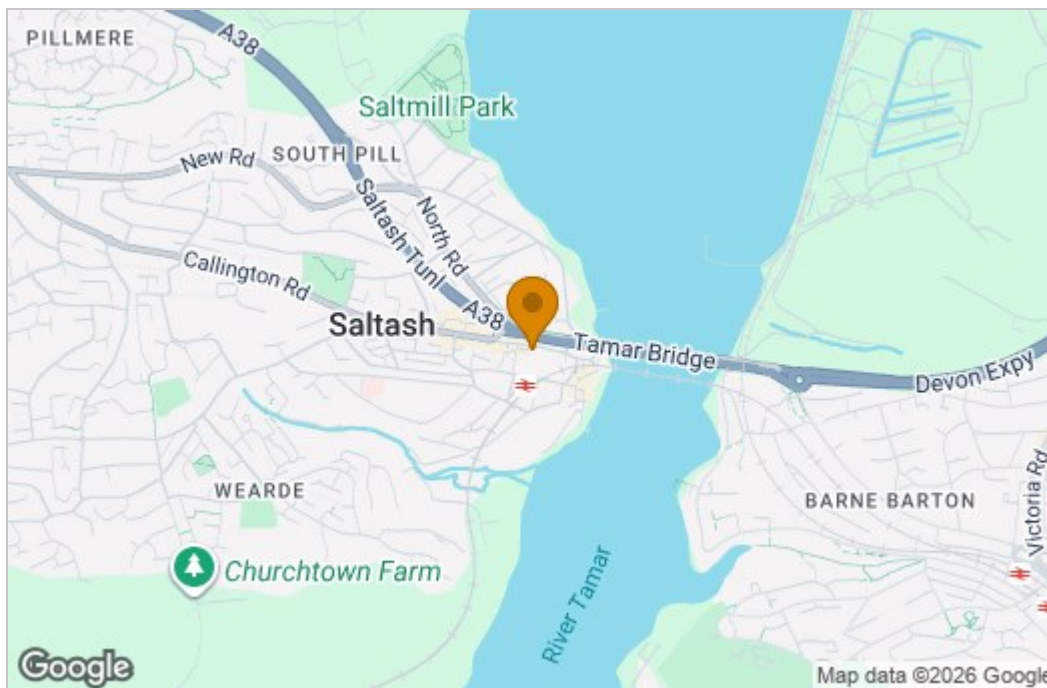 PILLMERE
A38
Saltmill Park
SOUTH PILL
New Rd
Saltash Tunl
North Rd
Callington Rd
A38
Saltash
Tamar Bridge
Devon Expy
WEARDE
BARNE BARTON
Victoria Rd
Churchtown Farm
River Tamar
Google
Map data ©2026 Google